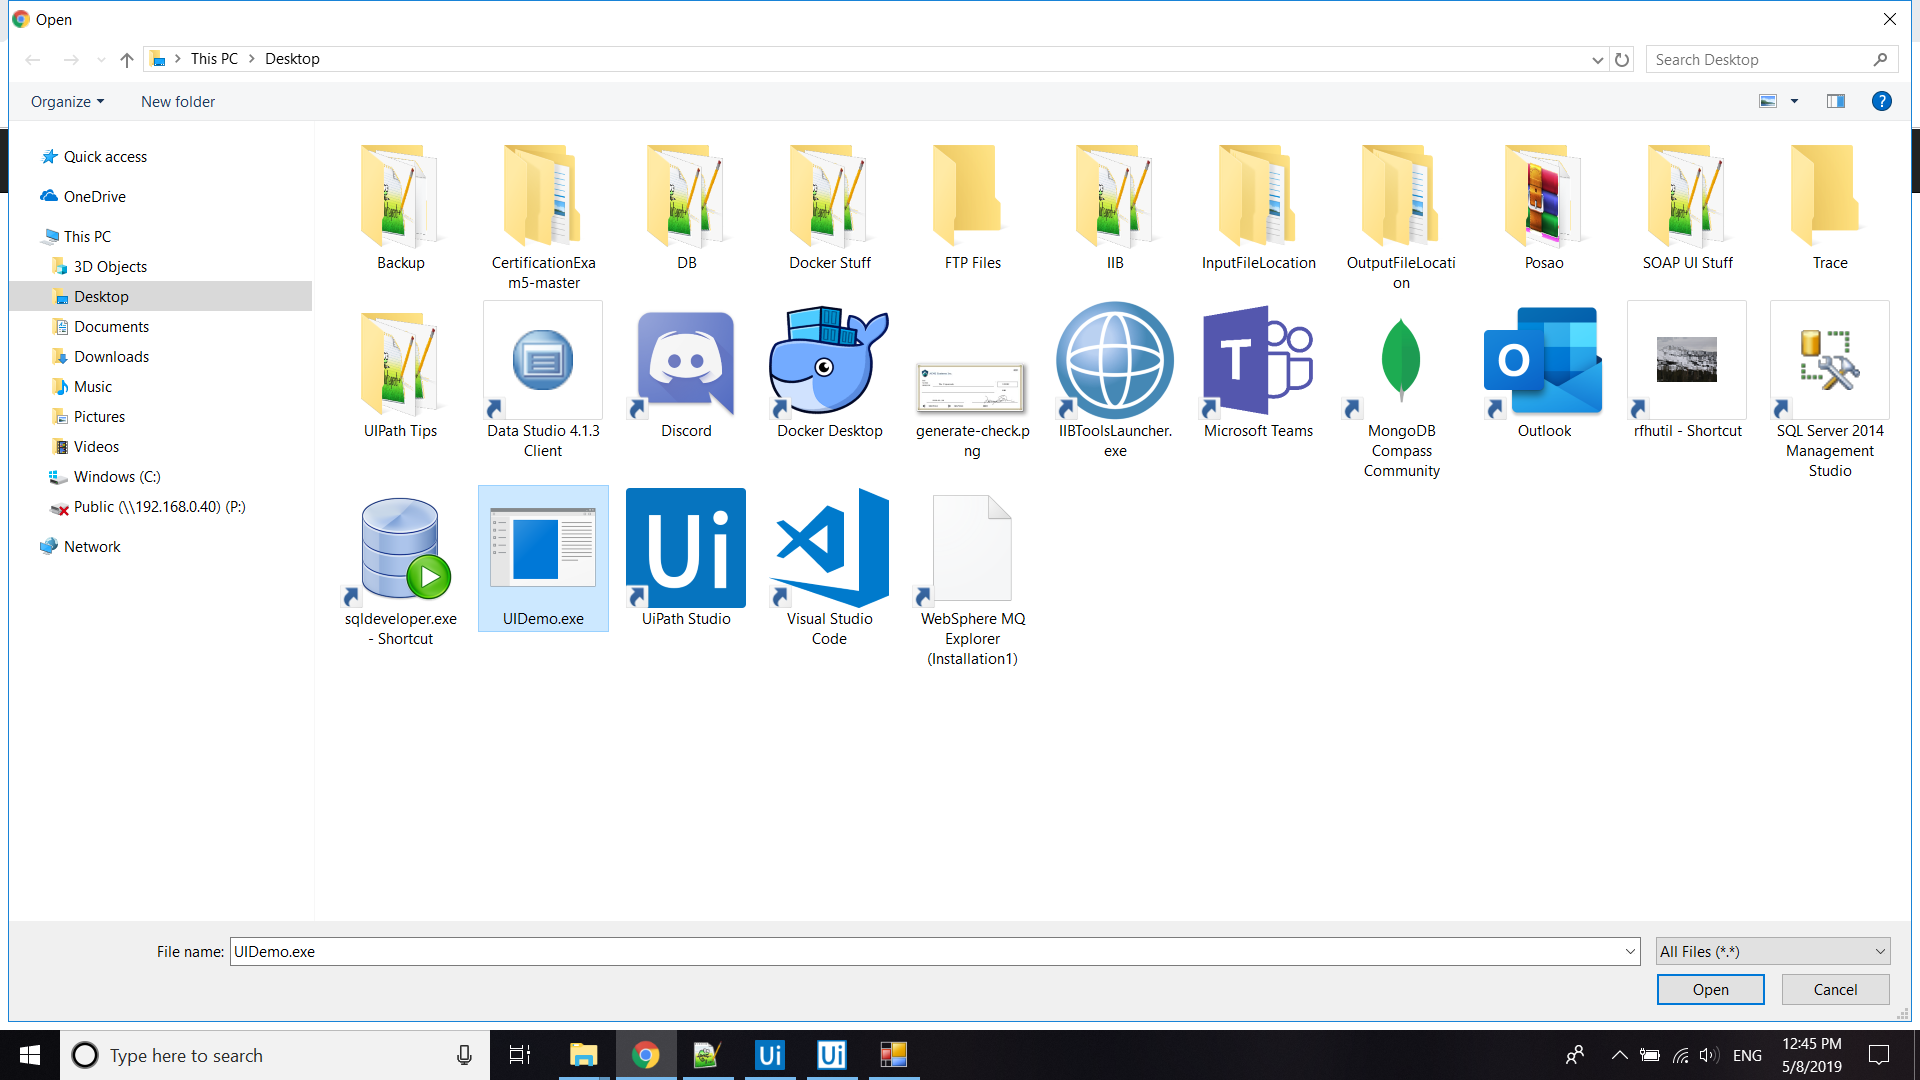 Open
This PC
Desktop
Search Desktop
Organize
New folder
Quick access
OneDrive
This PC
3D Objects
Desktop
Documents
Downloads
Music
Pictures
Videos
Windows (C:)
Public (\\192.168.0.40) (P:)
Network
Backup
CertificationExa
m5-master
DB
Docker Stuff
FTP Files
IIB
InputFileLocation
OutputFileLocati
on
Posao
SOAP UI Stuff
Trace
UIPath Tips
Data Studio 4.1.3
Client
Discord
Docker Desktop
generate-check.p
ng
IIBToolsLauncher.
exe
Microsoft Teams
MongoDB
Compass
Community
Outlook
rfhutil - Shortcut
SQL Server 2014
Management
Studio
sqldeveloper.exe
- Shortcut
UIDemo.exe
UiPath Studio
Visual Studio
Code
WebSphere MQ
Explorer
(Installation1)
File name:
UIDemo.exe
All Files (*.*)
Open
Cancel
Type here to search
ENG
12:45 PM
5/8/2019